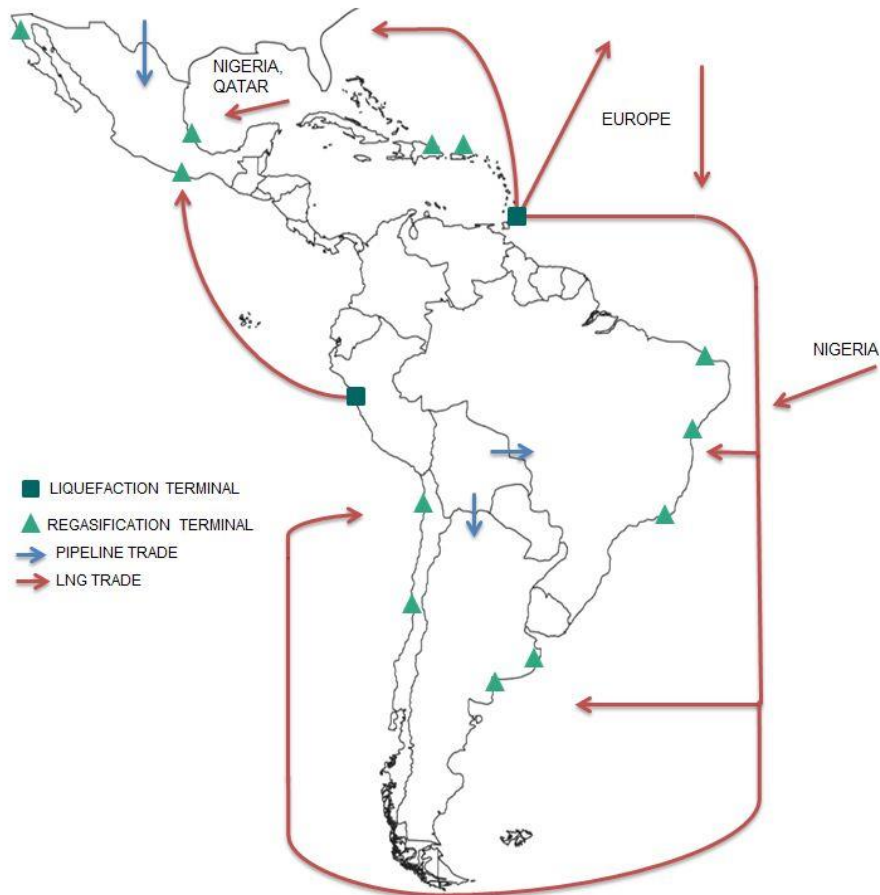 NIGERIA,
QATAR
EUROPE
NIGERIA
LIQUEFACTION TERMINAL
REGASIFICATION TERMINAL
PIPELINE TRADE
LNG TRADE